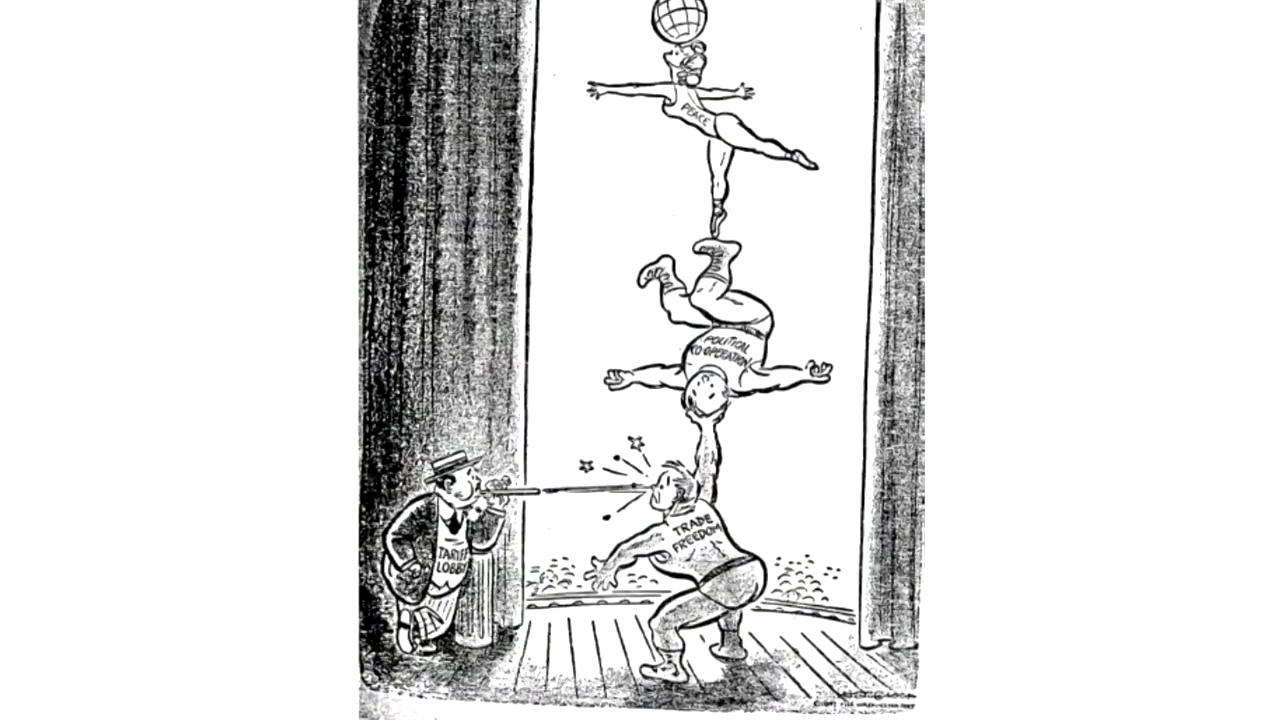 PEACE
POLITICAL
CO-OPERATION
TRADE
FREEDOM
TARIFF
LOBBY